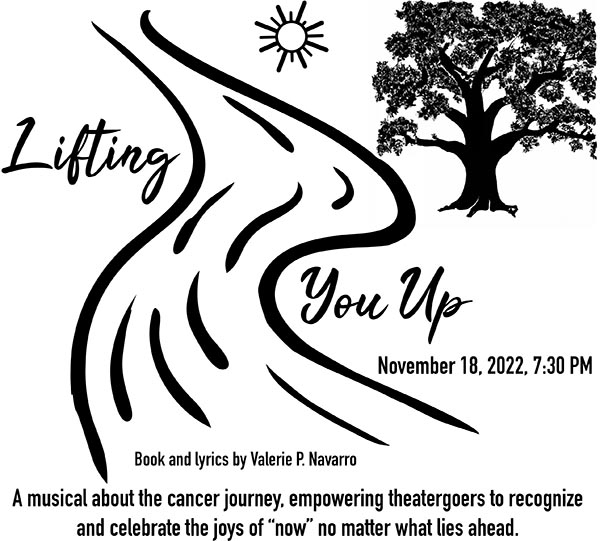 Lifting
You Up
November 18, 2022, 7:30 PM
Book and lyrics by Valerie P. Navarro
A musical about the cancer journey, empowering theatergoers to recognize
and celebrate the joys of “now” no matter what lies ahead.